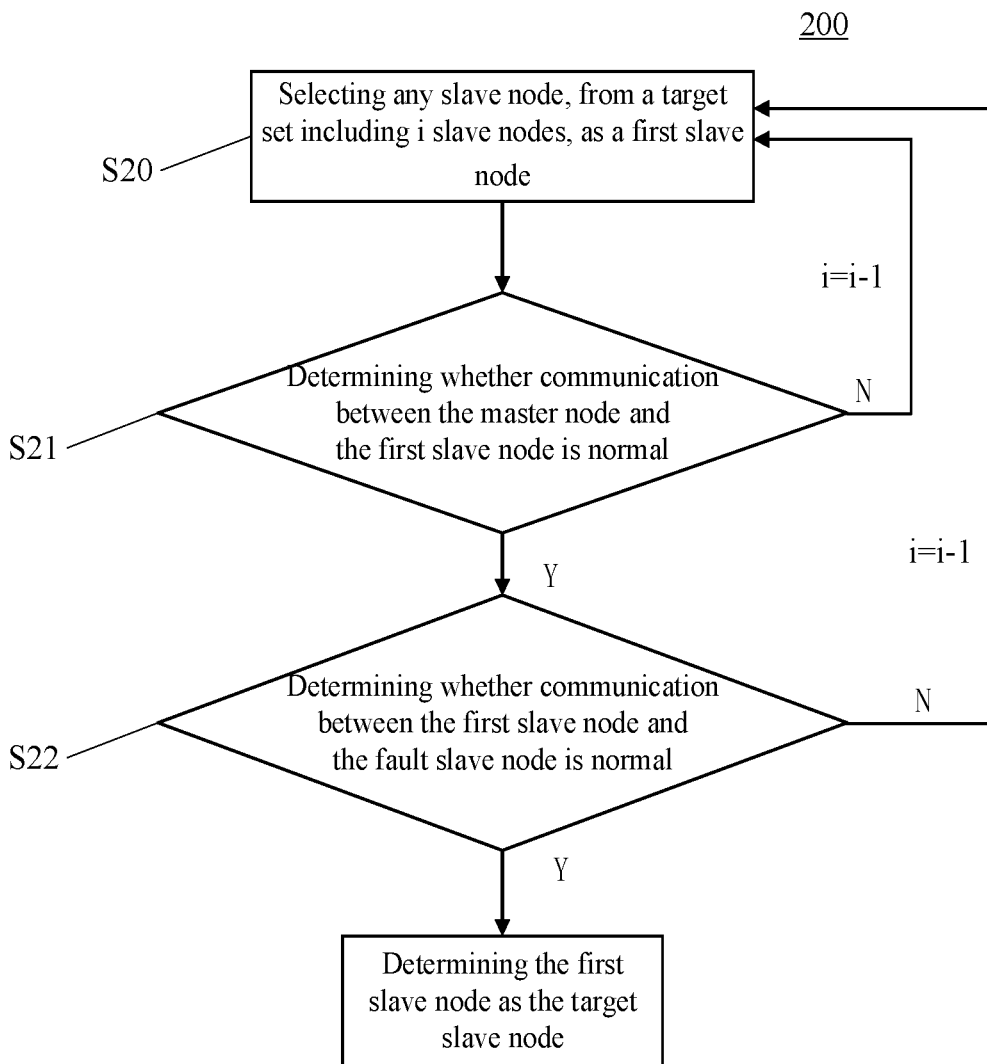 200
Selecting any slave node, from a target
set including i slave nodes, as a first slave
node
S20
i=i-1
Determining whether communication
between the master node and
the first slave node is normal
N
S21
Y
i=i-1
Determining whether communication
between the first slave node and
the fault slave node is normal
N
S22
Y
Determining the first
slave node as the target
slave node